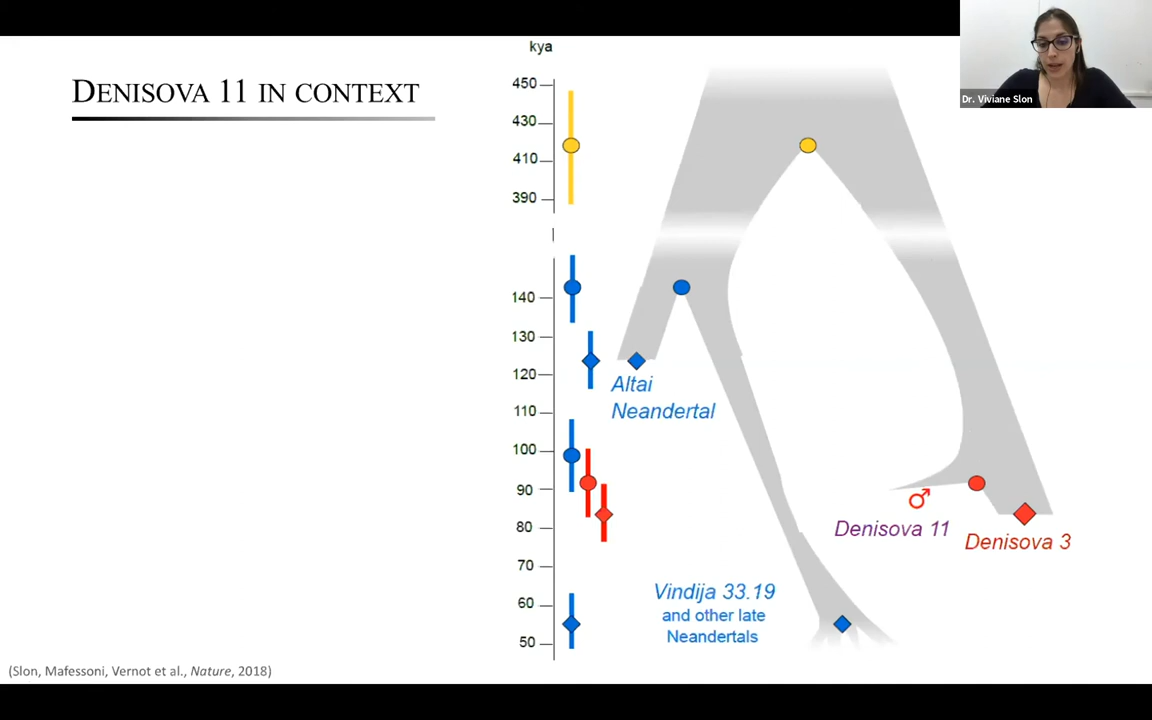 DENISOVA 11 IN CONTEXT
kya
450
430
410
390
140
130
120
110
100
90
80
70
60
50
Altai
Neandertal
♂
Denisova 11
Denisova 3
Vindija 33.19
and other late
Neandertals
(Slon, Mafessoni, Vernot et al., Nature, 2018)
Dr. Viviane Slon